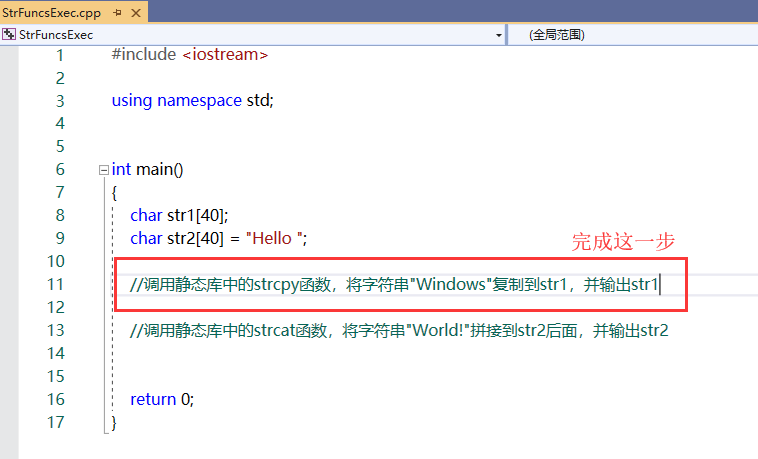 StrFuncsExec.cpp
StrFuncsExec
(全局范围)
1 #include <iostream>
2
3 using namespace std;
4
5
6 int main()
7 {
8 char str1[40];
9 char str2[40] = "Hello ";
完成这一步
10
11 //调用静态库中的strcpy函数，将字符串"Windows"复制到str1，并输出str1
12
13 //调用静态库中的strcat函数，将字符串"World!"拼接到str2后面，并输出str2
14
15
16 return 0;
17 }